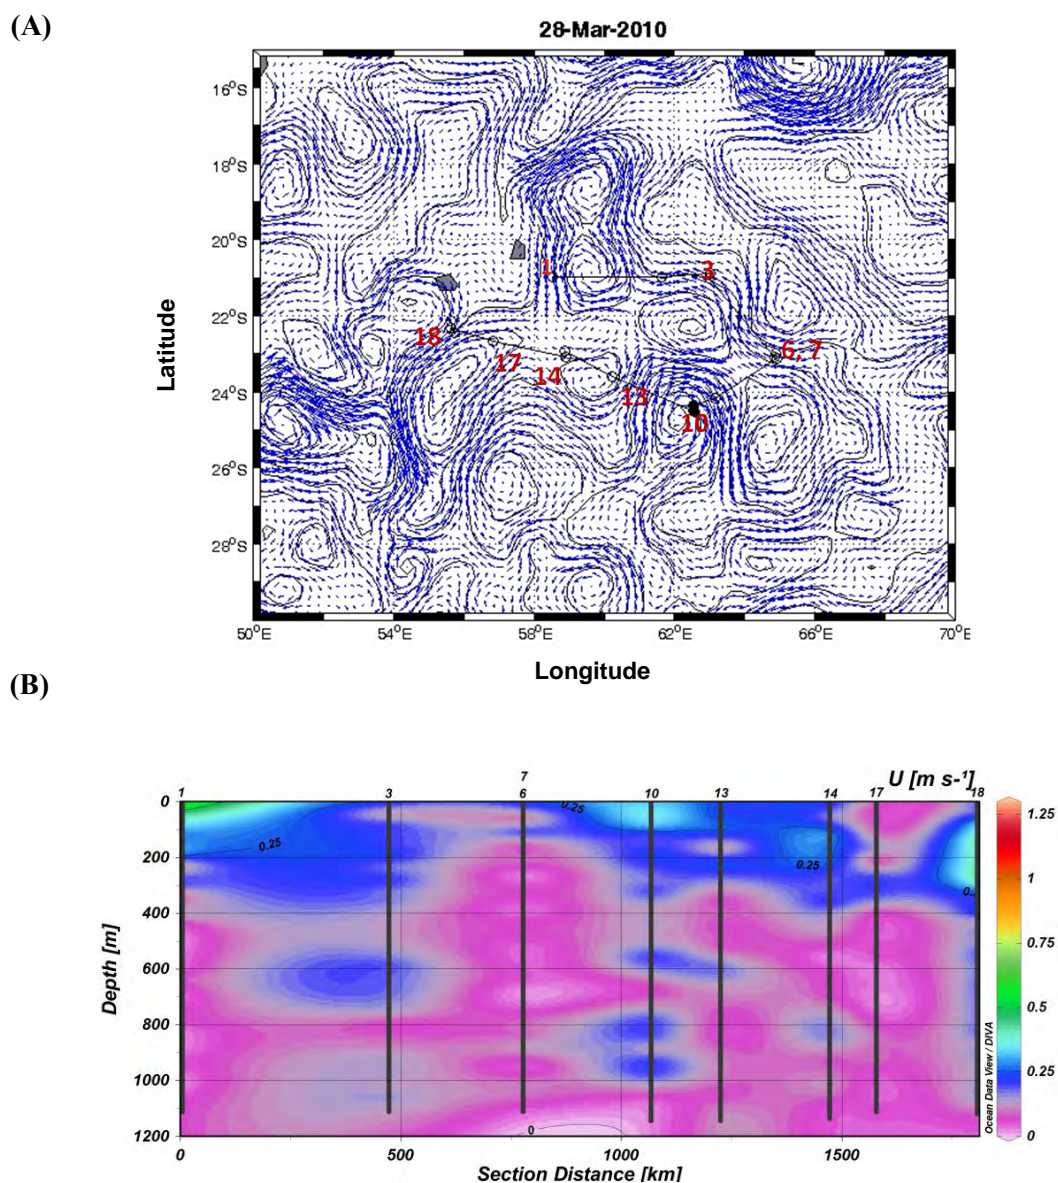 (A)
28-Mar-2010
16°S
18°S
20°S
22°S
24°S
26°S
28°S
Latitude
1
3
18
17
14
13
10
6, 7
50°E
54°E
58°E
62°E
66°E
70°E
Longitude
(B)
U [m s-¹]
7
1
3
6
10
13
14
17
18
0
200
400
600
800
1000
1200
Depth [m]
0.25
0.25
0.25
0
0
500
1000
1500
Section Distance [km]
1.25
1
0.75
0.5
0.25
0
Ocean Data View / DIVA